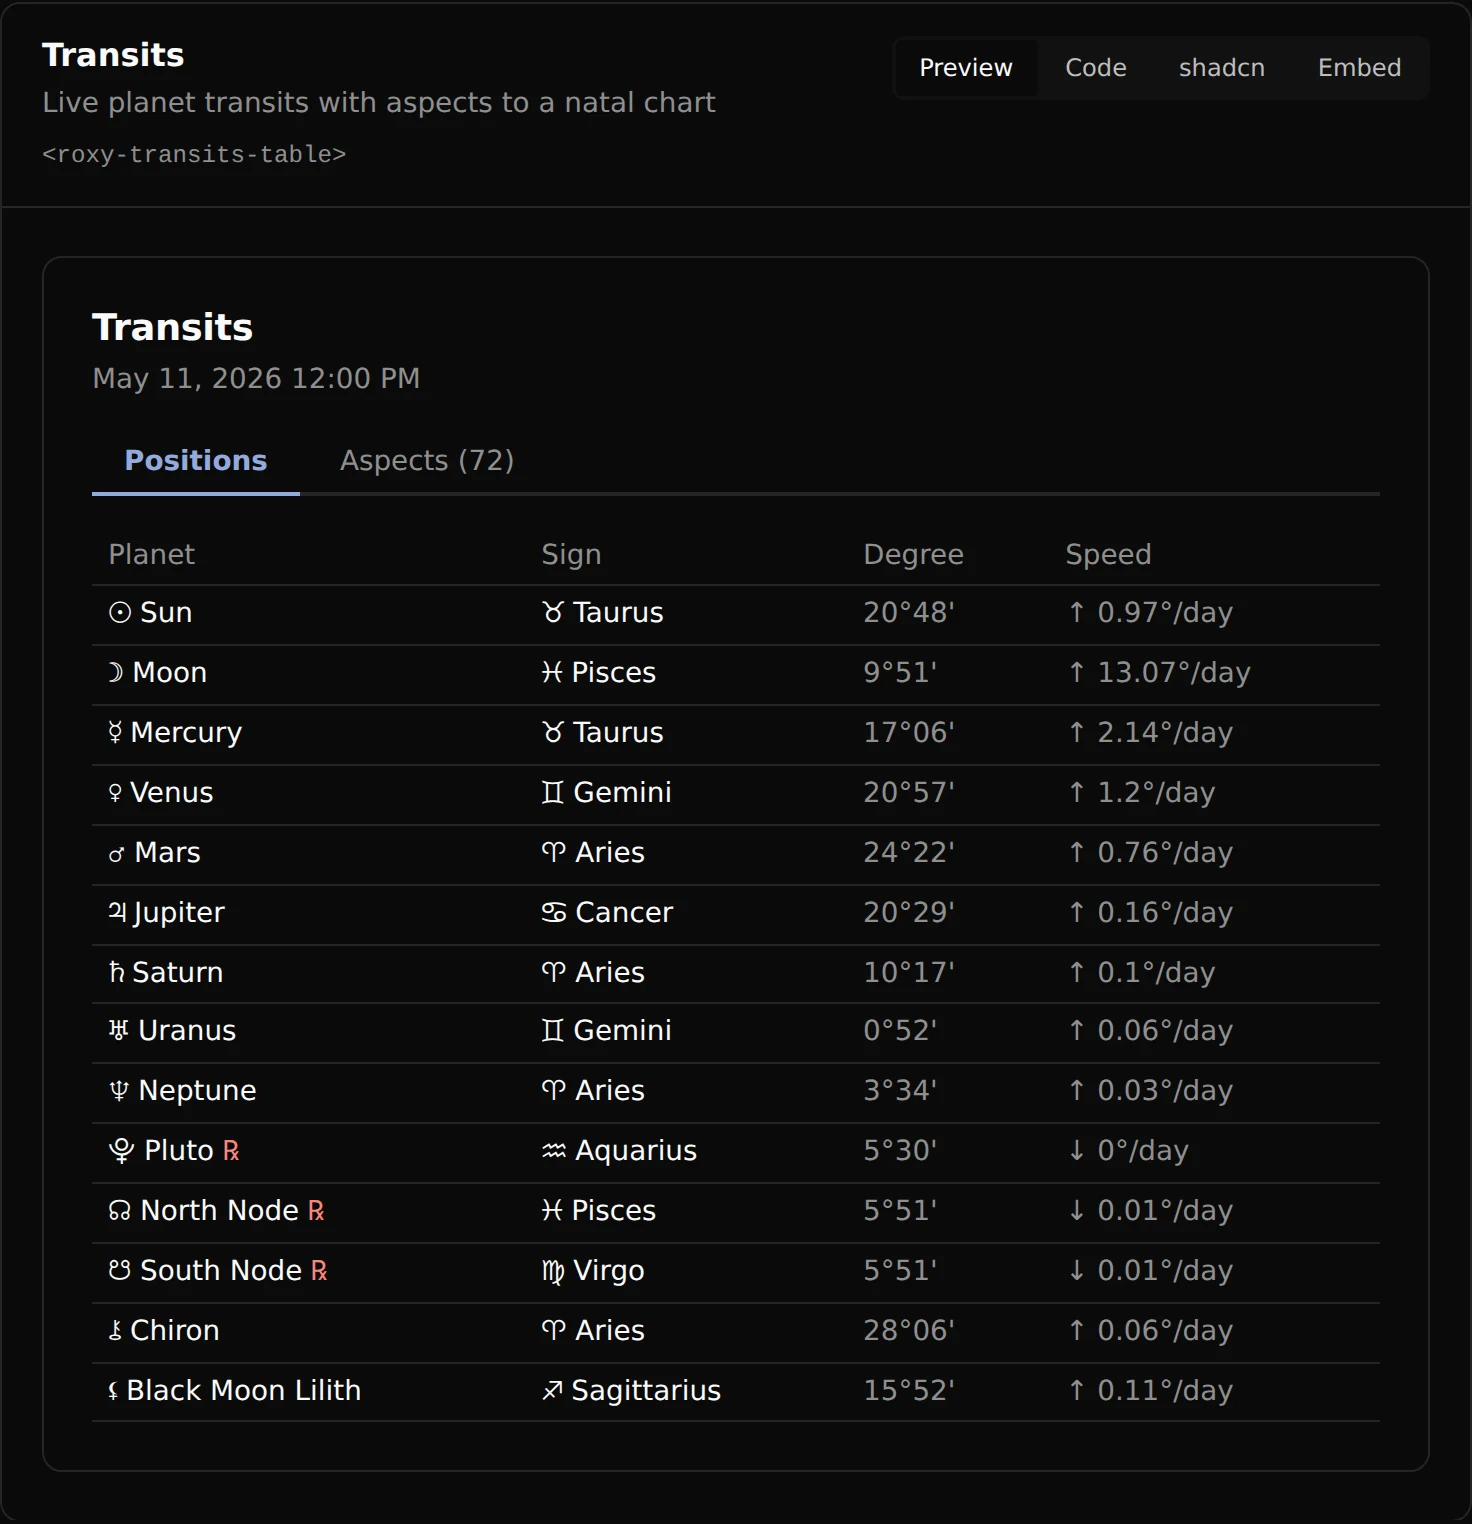 Transits
Preview Code shadcn Embed
Live planet transits with aspects to a natal chart
<roxy-transits-table>
Transits
May 11, 2026 12:00 PM
Positions Aspects (72)
Planet Sign Degree Speed
☉ Sun ♉ Taurus 20°48' ↑ 0.97°/day
☽ Moon ♓ Pisces 9°51' ↑ 13.07°/day
☿ Mercury ♉ Taurus 17°06' ↑ 2.14°/day
♀ Venus ♊ Gemini 20°57' ↑ 1.2°/day
♂ Mars ♈ Aries 24°22' ↑ 0.76°/day
♃ Jupiter ♋ Cancer 20°29' ↑ 0.16°/day
♄ Saturn ♈ Aries 10°17' ↑ 0.1°/day
♅ Uranus ♊ Gemini 0°52' ↑ 0.06°/day
♆ Neptune ♈ Aries 3°34' ↑ 0.03°/day
⯓ Pluto ℞ ♒ Aquarius 5°30' ↓ 0°/day
☊ North Node ℞ ♓ Pisces 5°51' ↓ 0.01°/day
☋ South Node ℞ ♍ Virgo 5°51' ↓ 0.01°/day
⚷ Chiron ♈ Aries 28°06' ↑ 0.06°/day
⚸ Black Moon Lilith ♐ Sagittarius 15°52' ↑ 0.11°/day